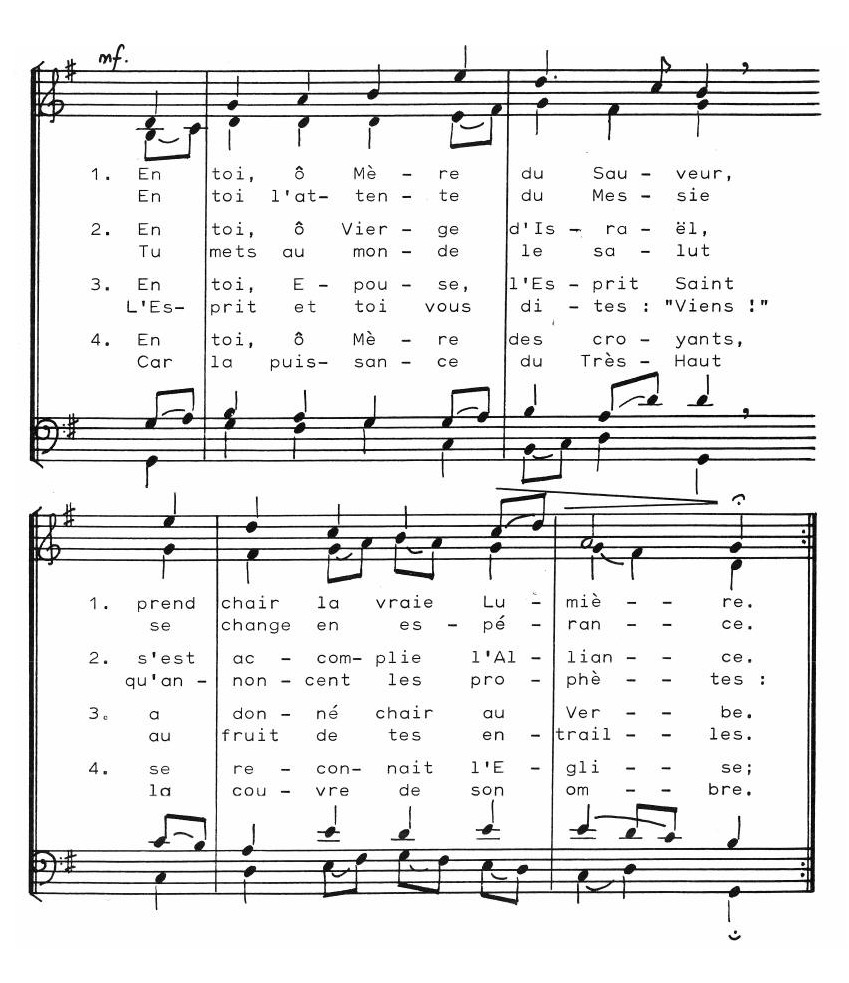 mf.
1. En toi, ô Mè - re du Sau - veur,
En toi l'at- ten - te du Mes - sie
2. En toi, ô Vier - ge d'Is - ra - ël,
Tu mets au mon - de le sa - lut
3. En toi, E - pou - se, l'Es - prit Saint
L'Es- prit et toi vous di - tes : "Viens !"
4. En toi, ô Mè - re des cro - yants,
Car la puis- san - ce du Très - Haut
1. prend chair la vraie Lu - miè - - re.
se change en es - pé - ran - - ce.
2. s'est ac - com- plie l'Al - lian - - ce.
qu'an - non - cent les pro - phè - - tes :
3. a don - né chair au Ver - - be.
au fruit de tes en - trail - - les.
4. se re - con- nait l'E - gli - - se;
la cou - vre de son om - - bre.